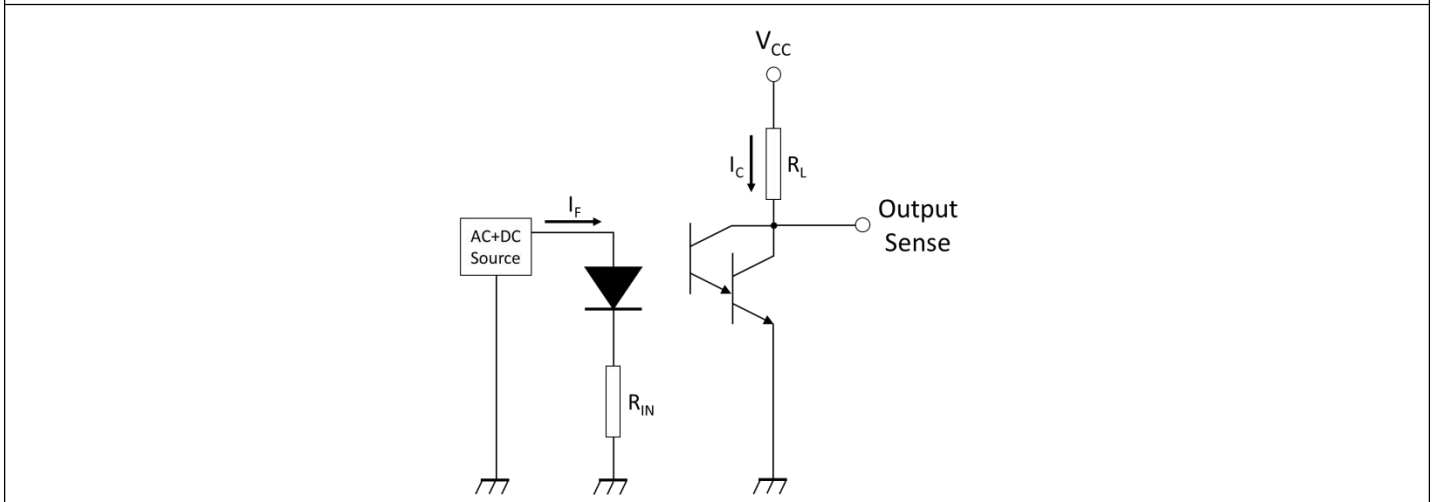 V_CC
I_C
R_L
Output
Sense
I_F
AC+DC
Source
R_IN